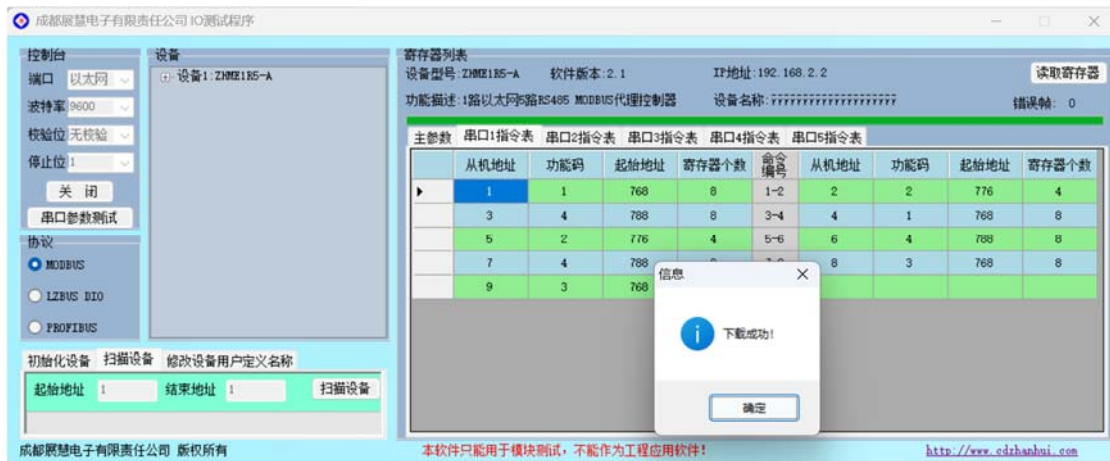 成都展慧电子有限责任公司 IO测试程序
控制台
端口 以太网
波特率 9600
校验位 无校验
停止位 1
关 闭
串口参数测试
协议
MODBUS
LZBUS DIO
PROFIBUS
设备
设备1:ZHME1R5-A
初始化设备 扫描设备 修改设备用户定义名称
起始地址 1 结束地址 1 扫描设备
寄存器列表
设备型号:ZHME1R5-A 软件版本:2.1 IP地址:192.168.2.2 读取寄存器
功能描述:1路以太网5路RS485 MODBUS代理控制器 设备名称: 错误帧: 0
主参数 串口1指令表 串口2指令表 串口3指令表 串口4指令表 串口5指令表
从机地址 功能码 起始地址 寄存器个数 命令编号 从机地址 功能码 起始地址 寄存器个数
1 1 768 8 1-2 2 2 776 4
3 4 788 8 3-4 4 1 768 8
5 2 776 4 5-6 6 4 788 8
7 4 788 8 3 768 8
9 3 768
信息
下载成功!
确定
成都展慧电子有限责任公司 版权所有
本软件只能用于模块测试，不能作为工程应用软件!
http://www.cdzhanhui.com